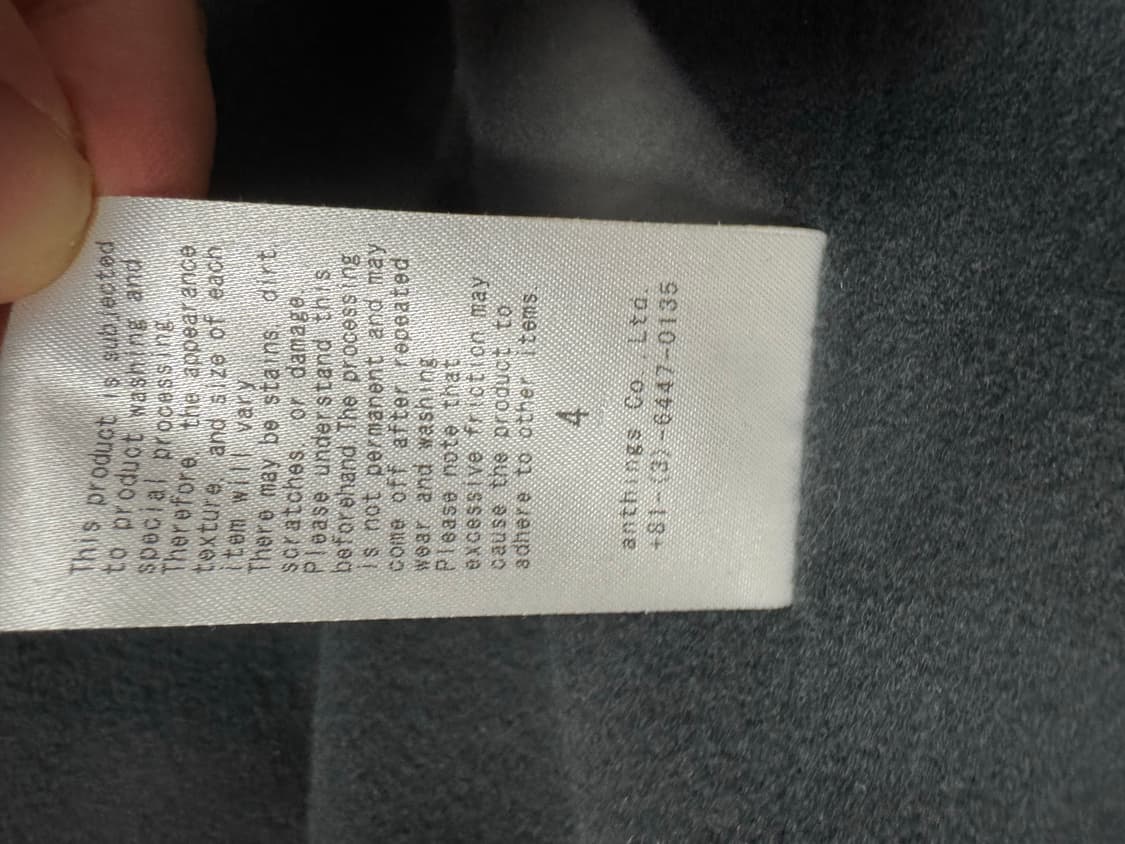 This product is subjected
to product washing and
special processing.
Therefore, the appearance
texture, and size of each
item will vary.
There may be stains, dirt,
scratches, or damage.
Please understand this
beforehand The processing
is not permanent and may
come off after repeated
wear and washing
Please note that
excessive friction may
cause the product to
adhere to other items.
4
anthings Co.,Ltd.
+81-(3)-6447-0135